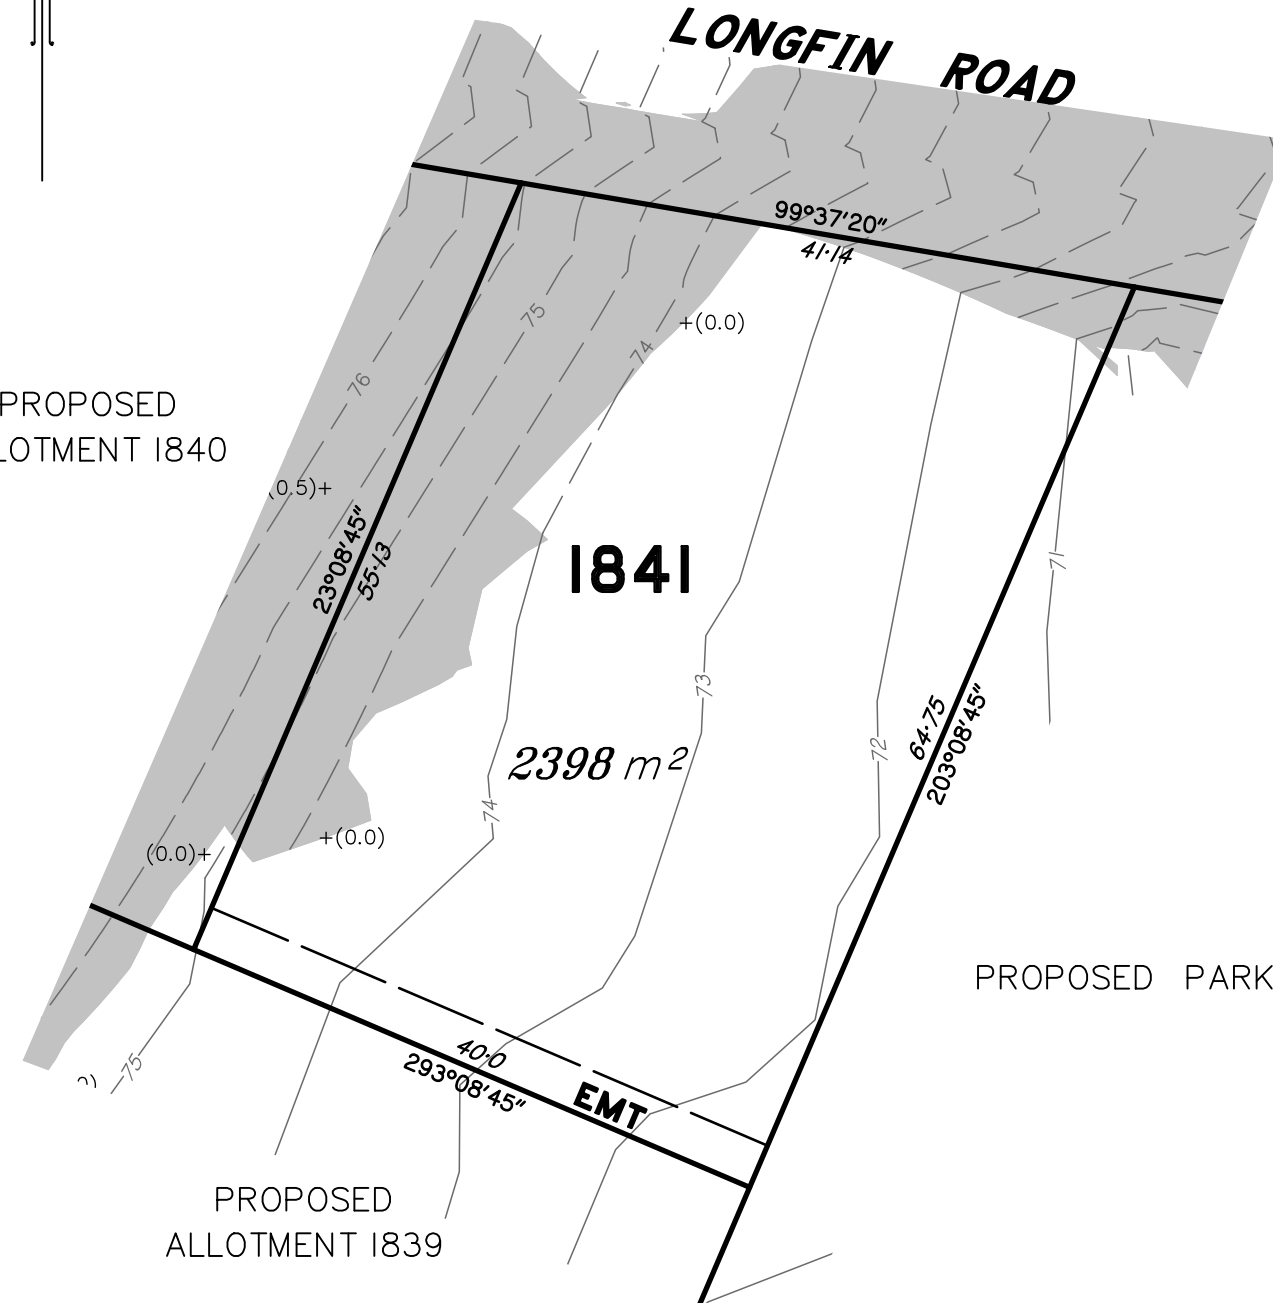 LONGFIN ROAD
99°37'20"
41·14
75
+(0.0)
74
76
PROPOSED
LOTMENT 1840
(0.5)+
23°08'45"
55·13
1841
71
73
64·75
203°08'45"
72
2398 m²
74
+(0.0)
(0.0)+
PROPOSED PARK
40·0
293°08'45"
EMT
75
PROPOSED
ALLOTMENT 1839